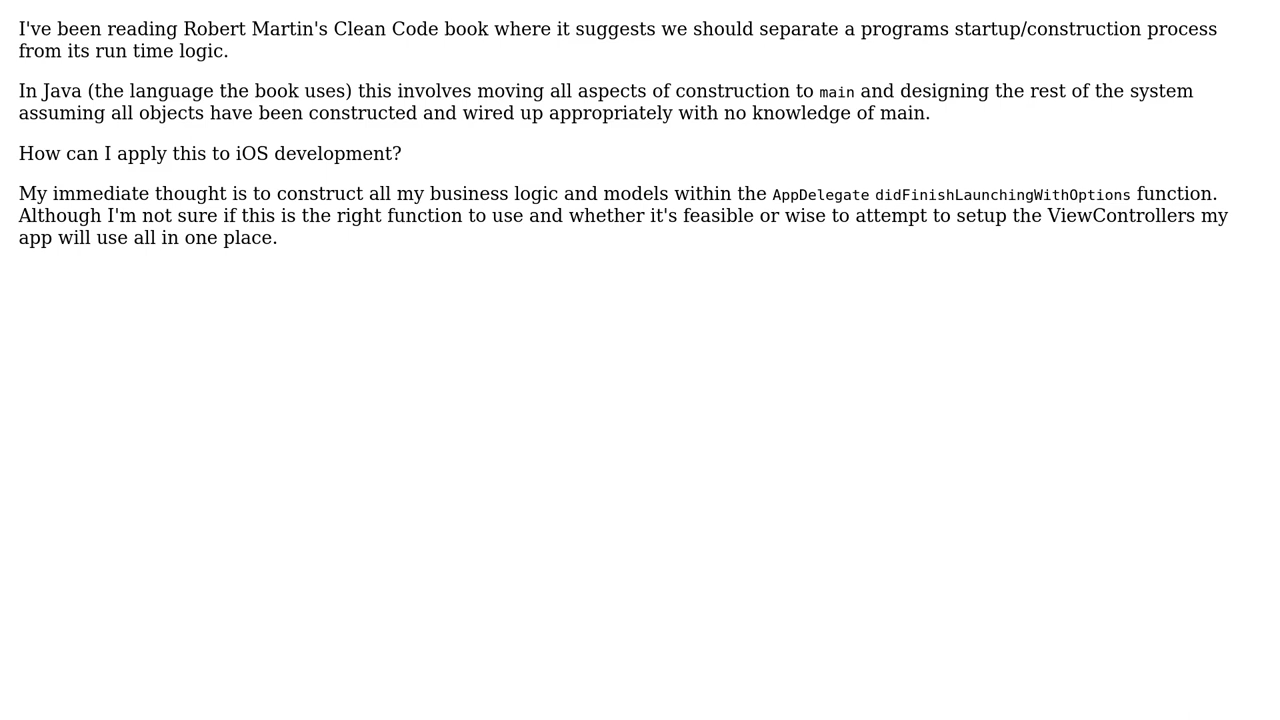 I've been reading Robert Martin's Clean Code book where it suggests we should separate a programs startup/construction process
from its run time logic.
In Java (the language the book uses) this involves moving all aspects of construction to main and designing the rest of the system
assuming all objects have been constructed and wired up appropriately with no knowledge of main.
How can I apply this to iOS development?
My immediate thought is to construct all my business logic and models within the AppDelegate didFinishLaunchingWithOptions function.
Although I'm not sure if this is the right function to use and whether it's feasible or wise to attempt to setup the ViewControllers my
app will use all in one place.